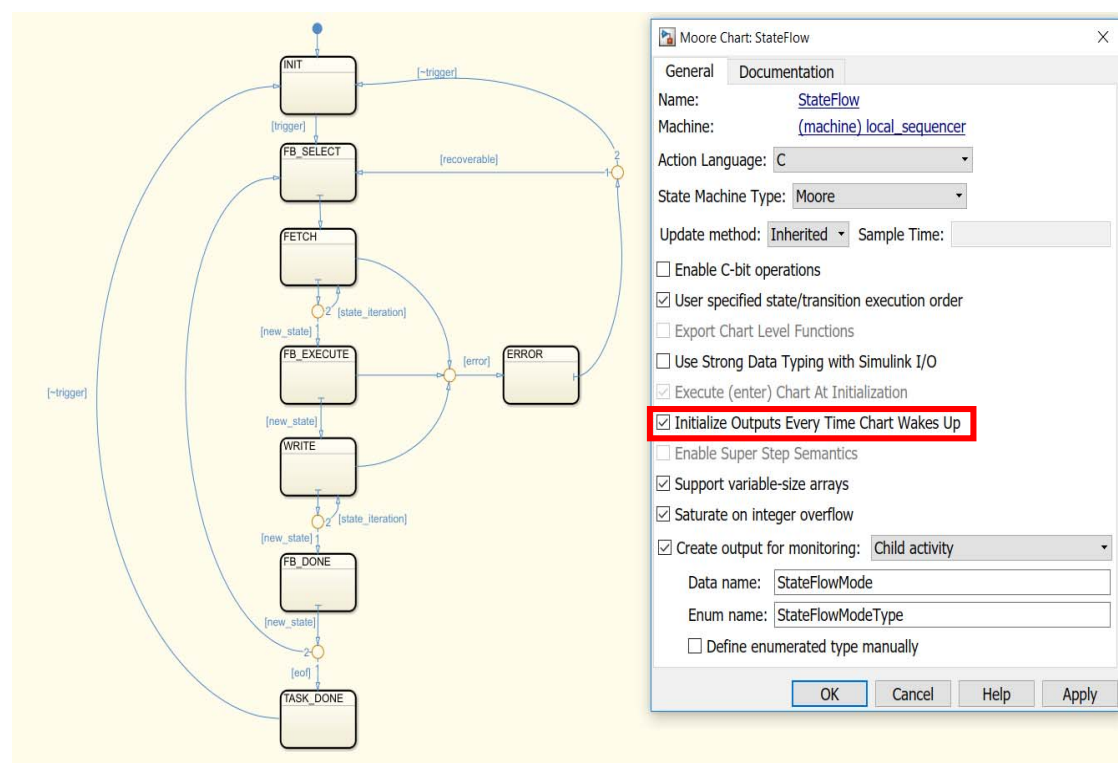 INIT
[~trigger]
[trigger]
FB_SELECT
[recoverable]
2
1
FETCH
2 [state_iteration]
[new_state] 1
FB_EXECUTE
[error]
ERROR
[~trigger]
[new_state]
WRITE
2 [state_iteration]
[new_state] 1
FB_DONE
[new_state]
2
[eof] 1
TASK_DONE
Moore Chart: StateFlow
General Documentation
Name: StateFlow
Machine: (machine) local_sequencer
Action Language: C
State Machine Type: Moore
Update method: Inherited Sample Time:
Enable C-bit operations
User specified state/transition execution order
Export Chart Level Functions
Use Strong Data Typing with Simulink I/O
Execute (enter) Chart At Initialization
Initialize Outputs Every Time Chart Wakes Up
Enable Super Step Semantics
Support variable-size arrays
Saturate on integer overflow
Create output for monitoring: Child activity
Data name: StateFlowMode
Enum name: StateFlowModeType
Define enumerated type manually
OK Cancel Help Apply